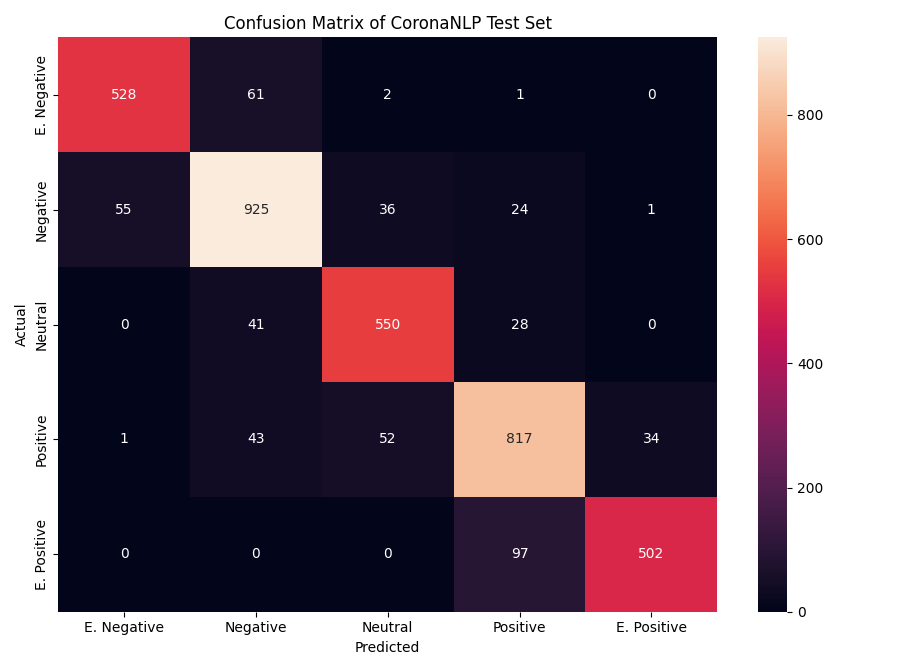 Confusion Matrix of CoronaNLP Test Set
E. Negative 528 61 2 1 0
Negative 55 925 36 24 1
Neutral 0 41 550 28 0
Positive 1 43 52 817 34
E. Positive 0 0 0 97 502
Actual
E. Negative Negative Neutral Positive E. Positive
Predicted
800
600
400
200
0